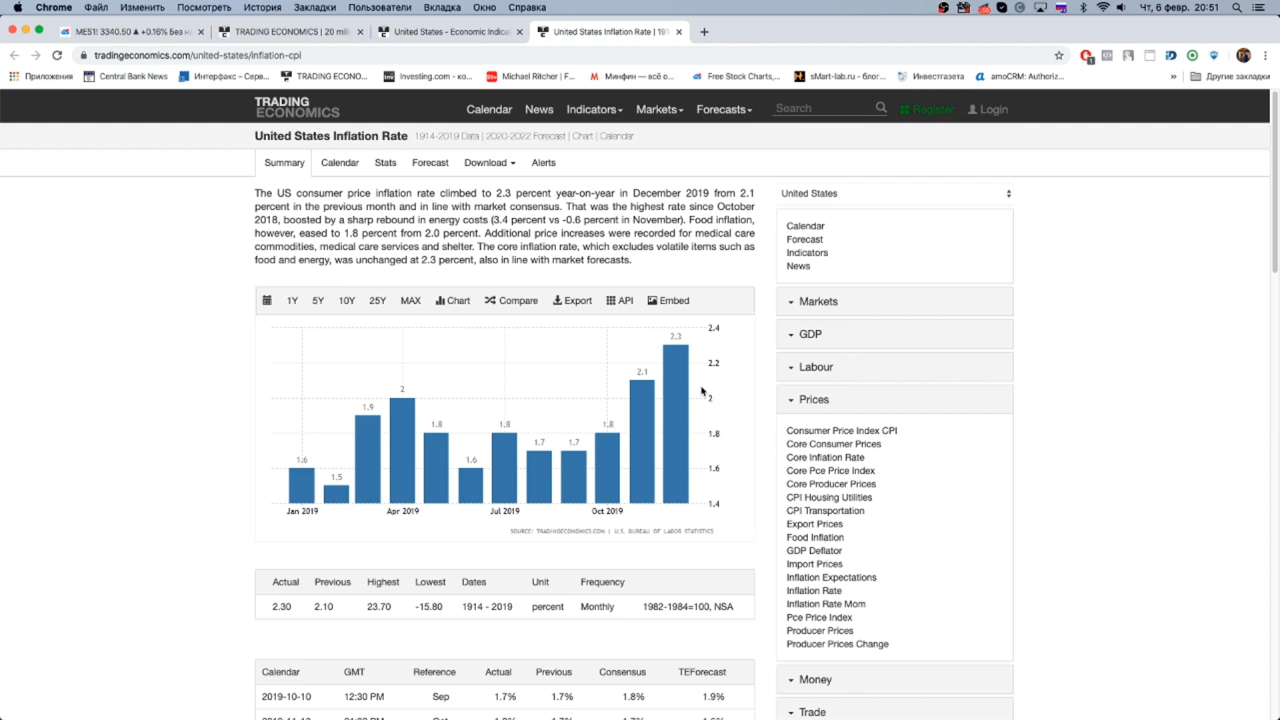 Chrome Файл Изменить Посмотреть История Закладки Пользователи Вкладка Окно Справка Чт, 6 февр. 20:51
MES1! 3340.50 ▲ +0.16% Без н TRADING ECONOMICS | 20 mil United States - Economic Indica United States Inflation Rate | 191
tradingeconomics.com/united-states/inflation-cpi
Приложения Central Bank News Интерфакс – Серв... TRADING ECONO... Investing.com - ко... Michael Ritcher | F... Минфин — всё о... Free Stock Charts,... sMart-lab.ru - блог... Инвестгазета amoCRM: Authoriz... » Другие закладки
TRADING
ECONOMICS
Calendar News Indicators Markets Forecasts Search Register Login
United States Inflation Rate 1914-2019 Data | 2020-2022 Forecast | Chart | Calendar
Summary Calendar Stats Forecast Download Alerts
The US consumer price inflation rate climbed to 2.3 percent year-on-year in December 2019 from 2.1
percent in the previous month and in line with market consensus. That was the highest rate since October
2018, boosted by a sharp rebound in energy costs (3.4 percent vs -0.6 percent in November). Food inflation,
however, eased to 1.8 percent from 2.0 percent. Additional price increases were recorded for medical care
commodities, medical care services and shelter. The core inflation rate, which excludes volatile items such as
food and energy, was unchanged at 2.3 percent, also in line with market forecasts.
1Y 5Y 10Y 25Y MAX Chart Compare Export API Embed
2.4
2.2
2
1.8
1.6
1.4
1.6 1.5 1.9 2 1.8 1.6 1.8 1.7 1.7 1.8 2.1 2.3
Jan 2019 Apr 2019 Jul 2019 Oct 2019
SOURCE: TRADINGECONOMICS.COM | U.S. BUREAU OF LABOR STATISTICS
Actual Previous Highest Lowest Dates Unit Frequency
2.30 2.10 23.70 -15.80 1914 - 2019 percent Monthly 1982-1984=100, NSA
Calendar GMT Reference Actual Previous Consensus TEForecast
2019-10-10 12:30 PM Sep 1.7% 1.7% 1.8% 1.9%
United States
Calendar
Forecast
Indicators
News
Markets
GDP
Labour
Prices
Consumer Price Index CPI
Core Consumer Prices
Core Inflation Rate
Core Pce Price Index
Core Producer Prices
CPI Housing Utilities
CPI Transportation
Export Prices
Food Inflation
GDP Deflator
Import Prices
Inflation Expectations
Inflation Rate
Inflation Rate Mom
Pce Price Index
Producer Prices
Producer Prices Change
Money
Trade